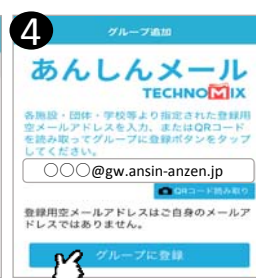 4
グループ追加
あんしんメール
TECHNOMIX
各施設・団体・学校等より指定された登録用
空メールアドレスを入力、またはQRコード
を読み取ってグループに登録ボタンをタップ
してください。
○○○@gw.ansin-anzen.jp
QRコード読み取り
登録用空メールアドレスはご自身のメールア
ドレスではありません。
グループに登録